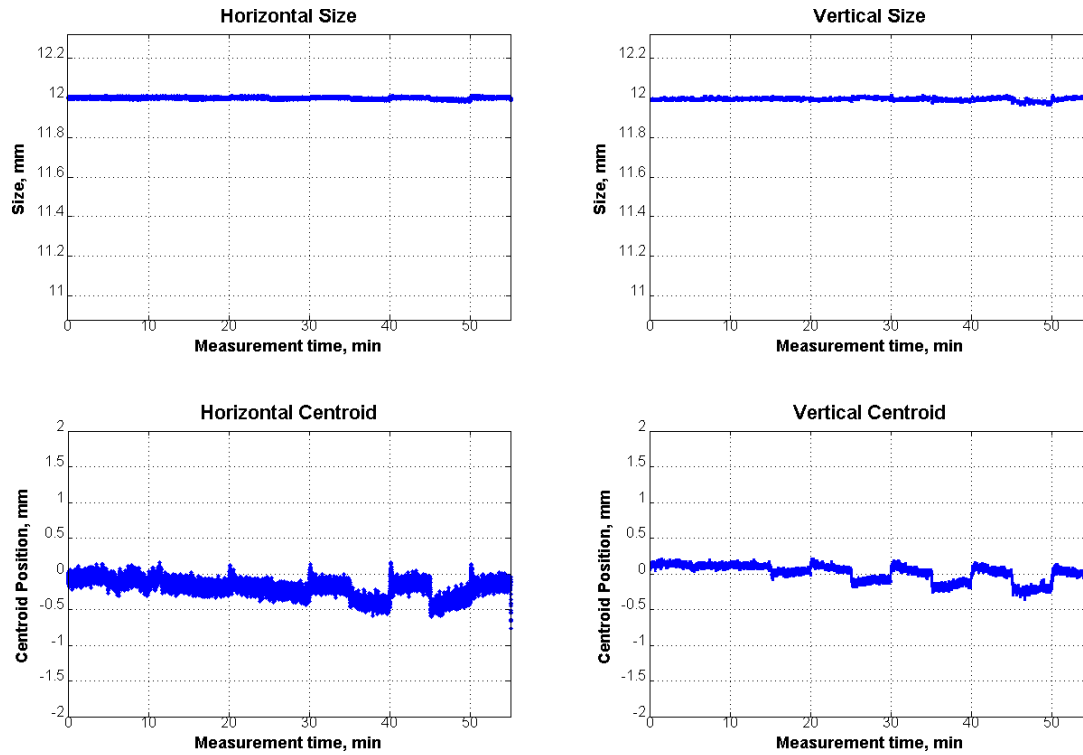 Horizontal Size
12.2
12
11.8
11.6
11.4
11.2
11
Size, mm
0 10 20 30 40 50
Measurement time, min
Vertical Size
12.2
12
11.8
11.6
11.4
11.2
11
Size, mm
0 10 20 30 40 50
Measurement time, min
Horizontal Centroid
2
1.5
1
0.5
0
-0.5
-1
-1.5
-2
Centroid Position, mm
0 10 20 30 40 50
Measurement time, min
Vertical Centroid
2
1.5
1
0.5
0
-0.5
-1
-1.5
-2
Centroid Position, mm
0 10 20 30 40 50
Measurement time, min